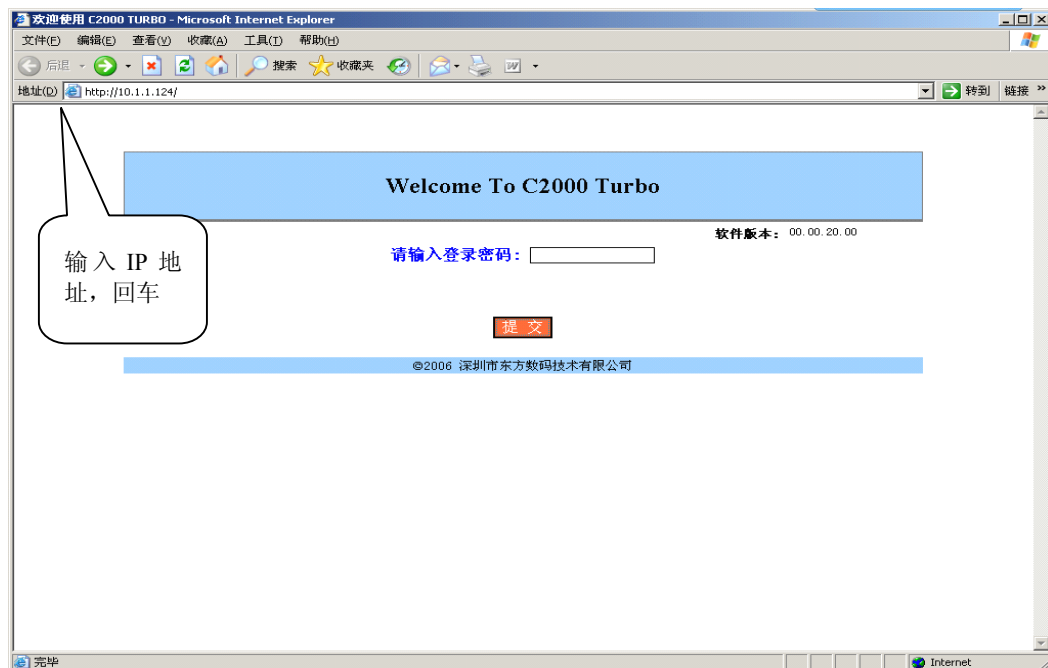 欢迎使用 C2000 TURBO - Microsoft Internet Explorer
文件(F) 编辑(E) 查看(V) 收藏(A) 工具(T) 帮助(H)
后退 搜索 收藏夹
地址(D) http://10.1.1.124/ 转到 链接 »
Welcome To C2000 Turbo
软件版本: 00.00.20.00
请输入登录密码:
输入 IP 地
址，回车
提 交
©2006 深圳市东方数码技术有限公司
完毕 Internet